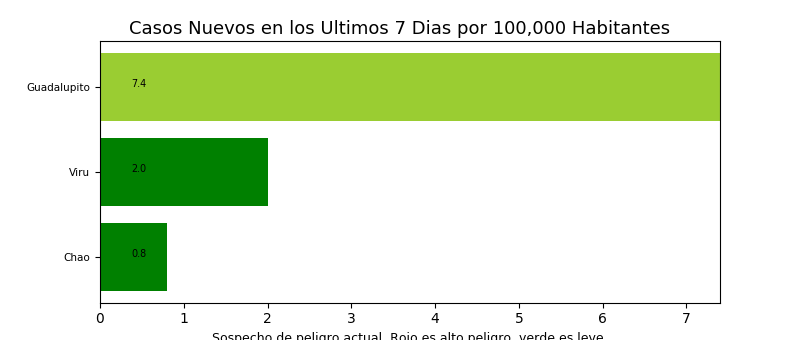 Casos Nuevos en los Ultimos 7 Dias por 100,000 Habitantes
Guadalupito
7.4
Viru
2.0
Chao
0.8
0 1 2 3 4 5 6 7
Sospecho de peligro actual. Rojo es alto peligro, verde es leve